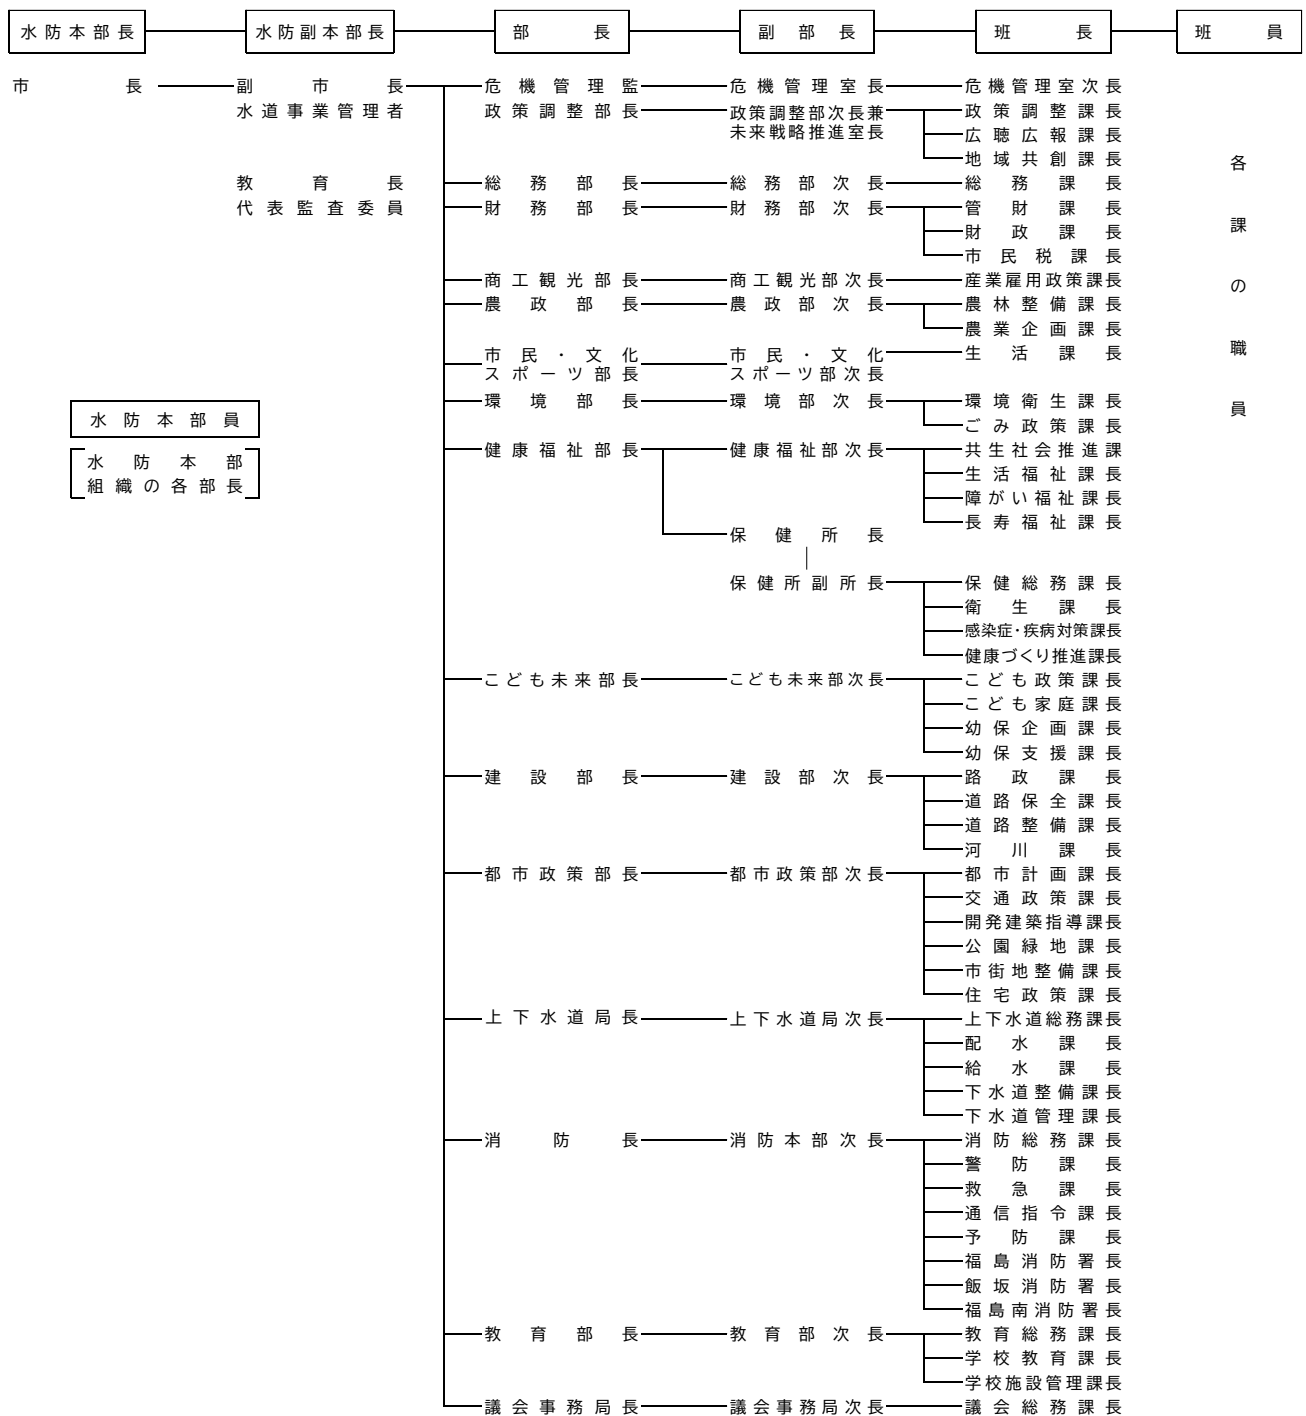 水防本部長 水防副本部長 部長 副部長 班長 班員
市長 副市長 危機管理監 危機管理室長 危機管理室次長
水道事業管理者 政策調整部長 政策調整部次長兼 政策調整課長
未来戦略推進室長 広聴広報課長
地域共創課長
教育長 総務部長 総務部次長 総務課長
代表監査委員 財務部長 財務部次長 管財課長
財政課長
市民税課長
商工観光部長 商工観光部次長 産業雇用政策課長
農政部長 農政部次長 農林整備課長
農業企画課長
市民・文化 市民・文化 生活課長
スポーツ部長 スポーツ部次長
環境部長 環境部次長 環境衛生課長
ごみ政策課長
水防本部員
水防本部
組織の各部長
健康福祉部長 健康福祉部次長 共生社会推進課
生活福祉課長
障がい福祉課長
長寿福祉課長
保健所長
保健所副所長 保健総務課長
衛生課長
感染症・疾病対策課長
健康づくり推進課長
こども未来部長 こども未来部次長 こども政策課長
こども家庭課長
幼保企画課長
幼保支援課長
建設部長 建設部次長 路政課長
道路保全課長
道路整備課長
河川課長
都市政策部長 都市政策部次長 都市計画課長
交通政策課長
開発建築指導課長
公園緑地課長
市街地整備課長
住宅政策課長
上下水道局長 上下水道局次長 上下水道総務課長
配水課長
給水課長
下水道整備課長
下水道管理課長
消防長 消防本部次長 消防総務課長
警防課長
救急課長
通信指令課長
予防課長
福島消防署長
飯坂消防署長
福島南消防署長
教育部長 教育部次長 教育総務課長
学校教育課長
学校施設管理課長
議会事務局長 議会事務局次長 議会総務課長
各課の職員